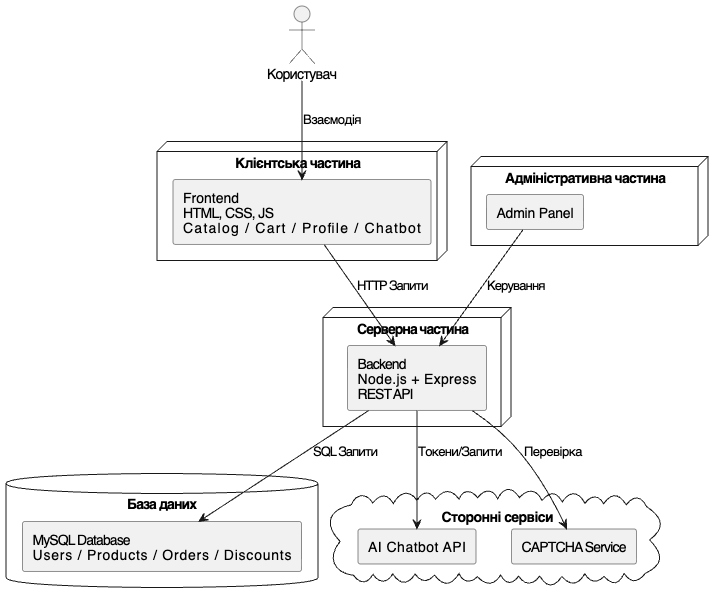 Користувач
Взаємодія
Клієнтська частина
Frontend
HTML, CSS, JS
Catalog / Cart / Profile / Chatbot
Адміністративна частина
Admin Panel
HTTP Запити
Керування
Серверна частина
Backend
Node.js + Express
REST API
SQL Запити
Токени/Запити
Перевірка
База даних
MySQL Database
Users / Products / Orders / Discounts
Сторонні сервіси
AI Chatbot API
CAPTCHA Service